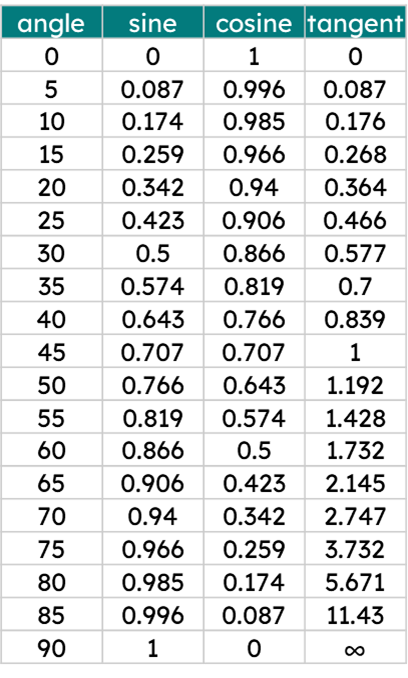 angle sine cosine tangent
0 0 1 0
5 0.087 0.996 0.087
10 0.174 0.985 0.176
15 0.259 0.966 0.268
20 0.342 0.94 0.364
25 0.423 0.906 0.466
30 0.5 0.866 0.577
35 0.574 0.819 0.7
40 0.643 0.766 0.839
45 0.707 0.707 1
50 0.766 0.643 1.192
55 0.819 0.574 1.428
60 0.866 0.5 1.732
65 0.906 0.423 2.145
70 0.94 0.342 2.747
75 0.966 0.259 3.732
80 0.985 0.174 5.671
85 0.996 0.087 11.43
90 1 0 ∞